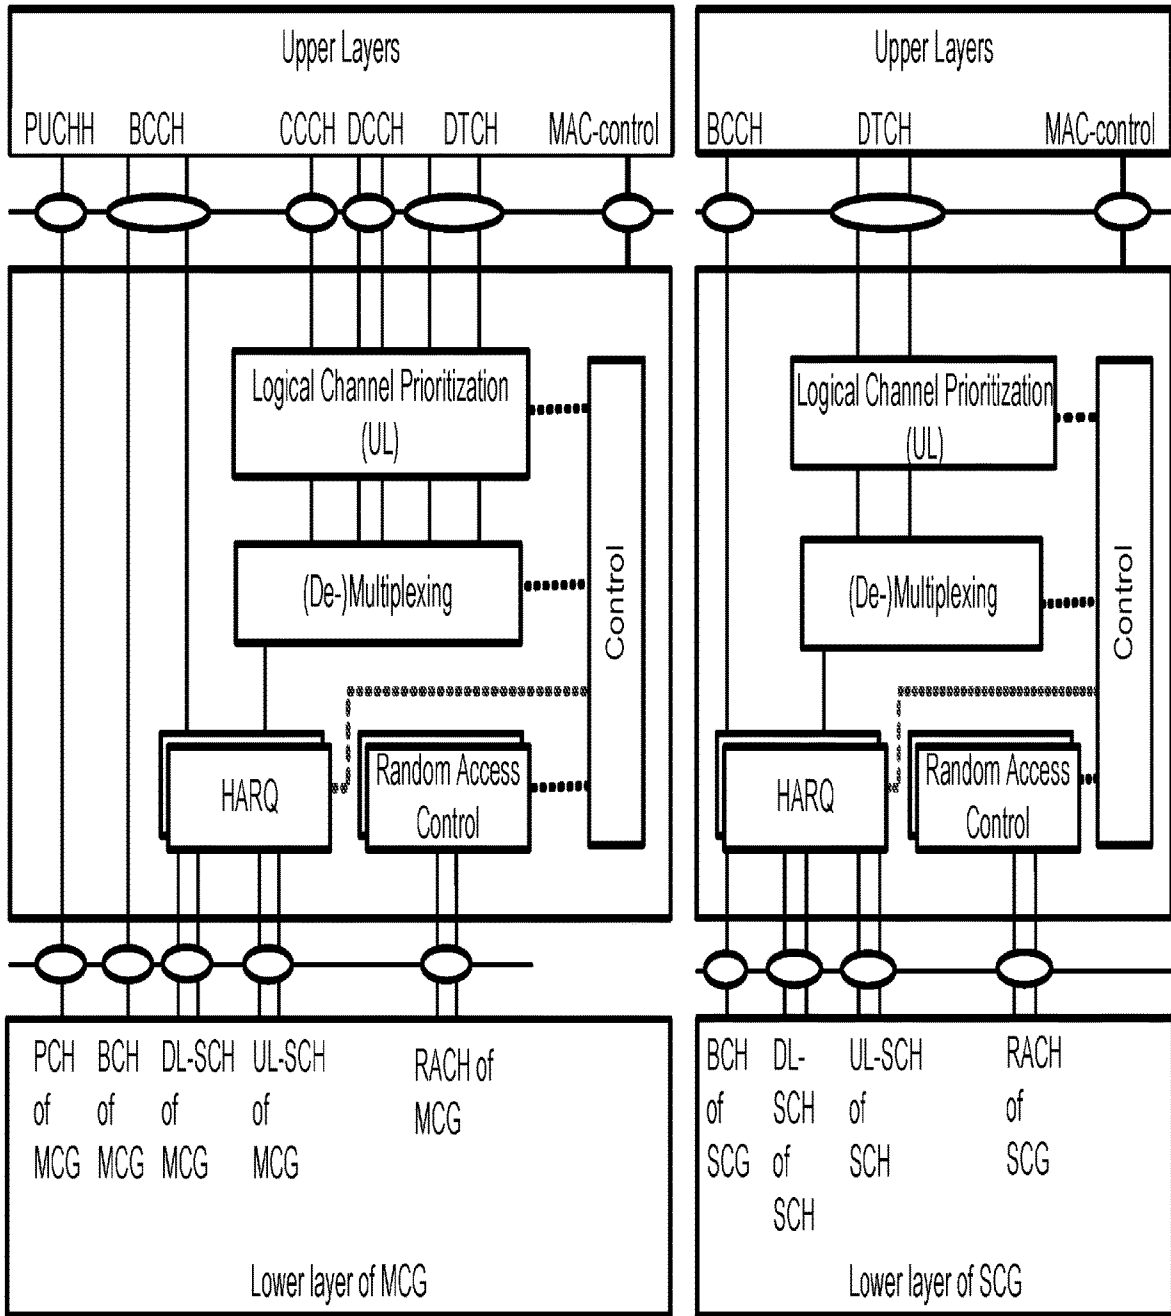 Upper Layers
PUCHH BCCH CCCH DCCH DTCH MAC-control
Logical Channel Prioritization
(UL)
(De-)Multiplexing
Control
HARQ
Random Access
Control
PCH of MCG
BCH of MCG
DL-SCH of MCG
UL-SCH of MCG
RACH of MCG
Lower layer of MCG
Upper Layers
BCCH DTCH MAC-control
Logical Channel Prioritization
(UL)
(De-)Multiplexing
Control
HARQ
Random Access
Control
BCH of SCG
DL-SCH of SCH
UL-SCH of SCH
RACH of SCG
Lower layer of SCG